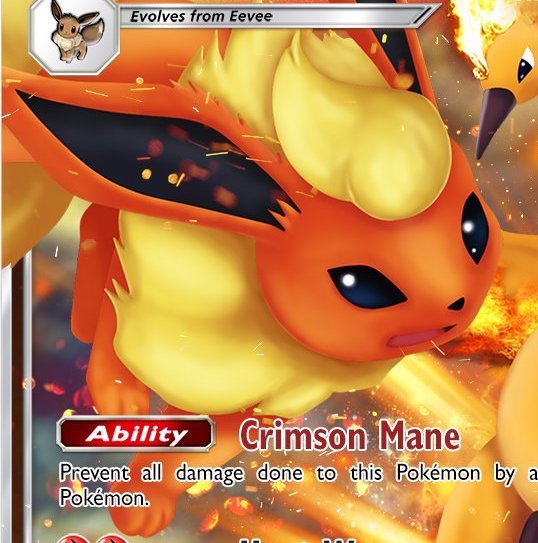 Evolves from Eevee
Ability Crimson Mane
Prevent all damage done to this Pokémon by a
Pokémon.